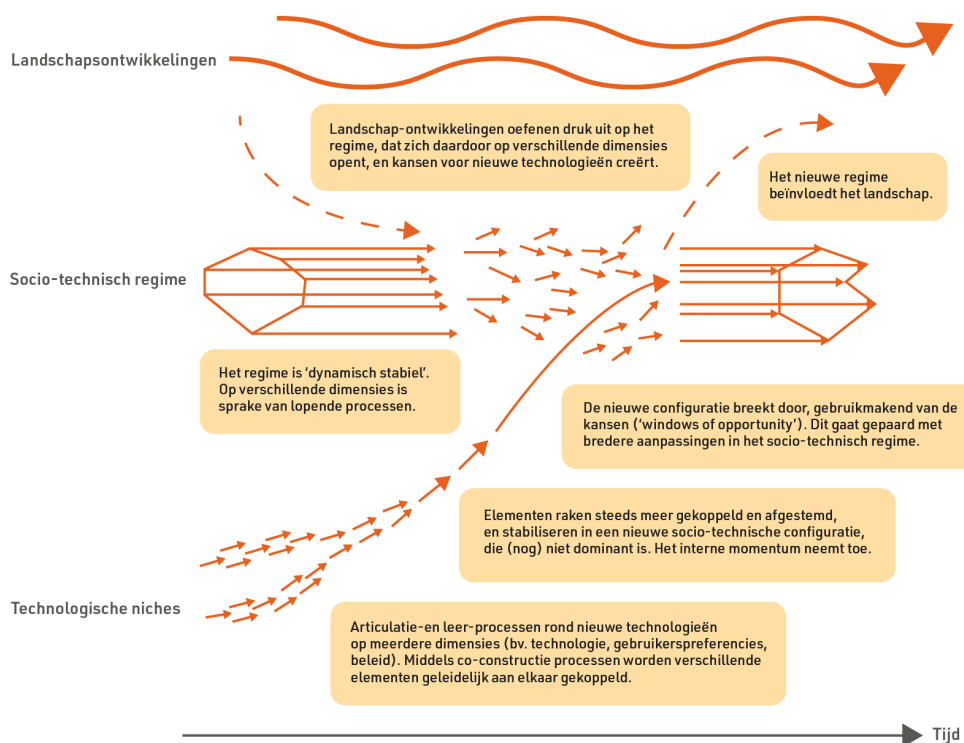 Landschapsontwikkelingen
Landschap-ontwikkelingen oefenen druk uit op het
regime, dat zich daardoor op verschillende dimensies
opent, en kansen voor nieuwe technologieën creërt.
Het nieuwe regime
beïnvloedt het landschap.
Socio-technisch regime
Het regime is ‘dynamisch stabiel’.
Op verschillende dimensies is
sprake van lopende processen.
De nieuwe configuratie breekt door, gebruikmakend van de
kansen (‘windows of opportunity’). Dit gaat gepaard met
bredere aanpassingen in het socio-technisch regime.
Elementen raken steeds meer gekoppeld en afgestemd,
en stabiliseren in een nieuwe socio-technische configuratie,
die (nog) niet dominant is. Het interne momentum neemt toe.
Technologische niches
Articulatie-en leer-processen rond nieuwe technologieën
op meerdere dimensies (bv. technologie, gebruikerspreferencies,
beleid). Middels co-constructie processen worden verschillende
elementen geleidelijk aan elkaar gekoppeld.
Tijd